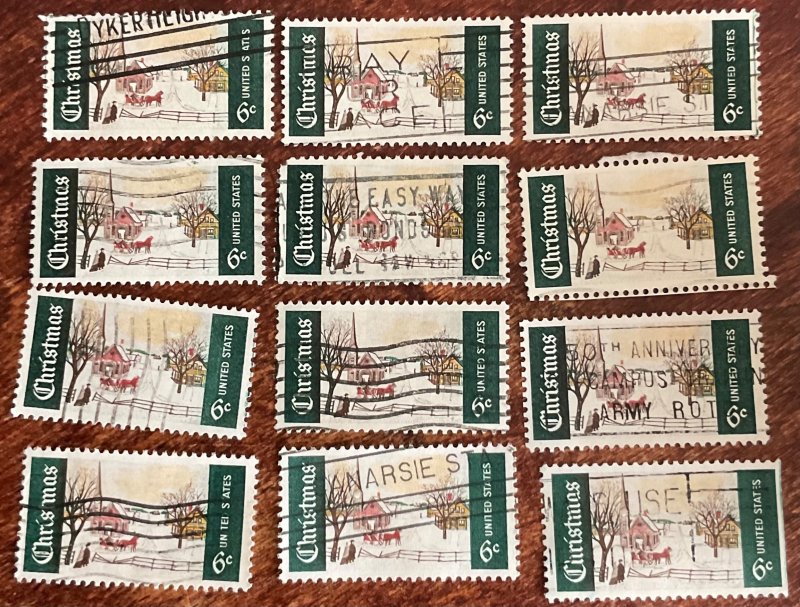 Christmas
DYKER HEIGH
UNITED STATES
6c
Christmas
RAY
UNITED STATES
6c
Christmas
UNITED STATES
6c
Christmas
UNITED STATES
6c
Christmas
EASY WAY
BONDS
UNITED STATES
6c
Christmas
UNITED STATES
6c
Christmas
UNITED STATES
6c
Christmas
UNITED STATES
6c
Christmas
50TH ANNIVERSARY
CAMPUS
ARMY ROT
UNITED STATES
6c
Christmas
UNITED STATES
6c
Christmas
NARSIE STA
UNITED STATES
6c
Christmas
USE
UNITED STATES
6c